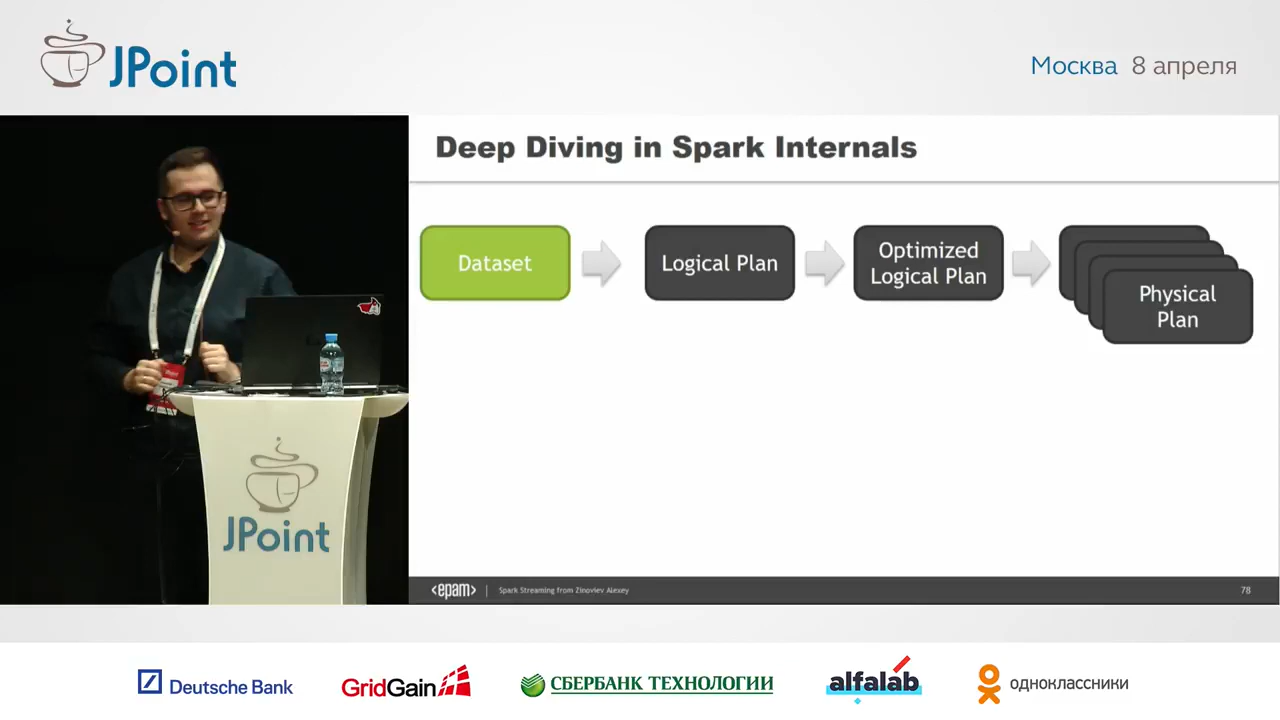 JPoint
Москва 8 апреля
Deep Diving in Spark Internals
Dataset
Logical Plan
Optimized
Logical Plan
Physical
Plan
JPoint
<epam> | Spark Streaming from Zinoviev Alexey
78
Deutsche Bank
GridGain
СБЕРБАНК ТЕХНОЛОГИИ
alfalab
одноклассники